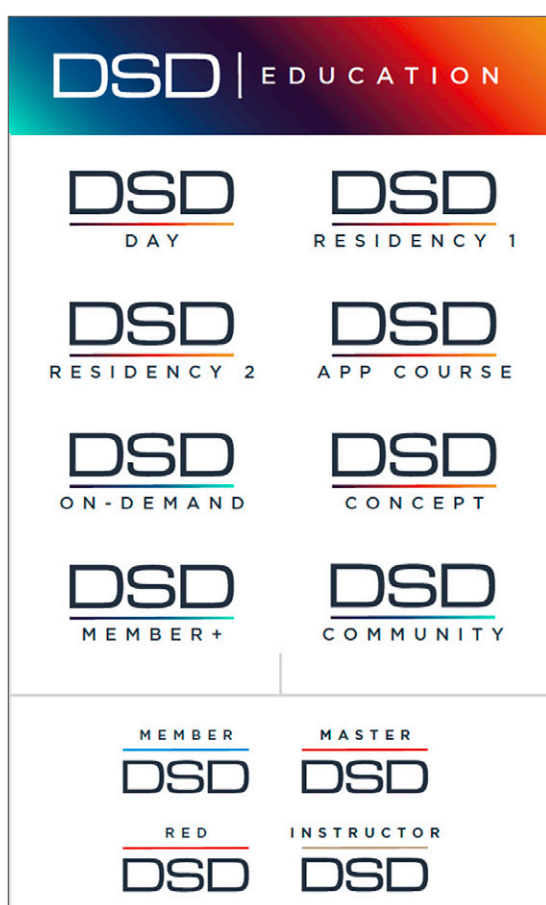 DSD | EDUCATION
DSD
DAY
DSD
RESIDENCY 1
DSD
RESIDENCY 2
DSD
APP COURSE
DSD
ON-DEMAND
DSD
CONCEPT
DSD
MEMBER+
DSD
COMMUNITY
MEMBER
DSD
MASTER
DSD
RED
DSD
INSTRUCTOR
DSD